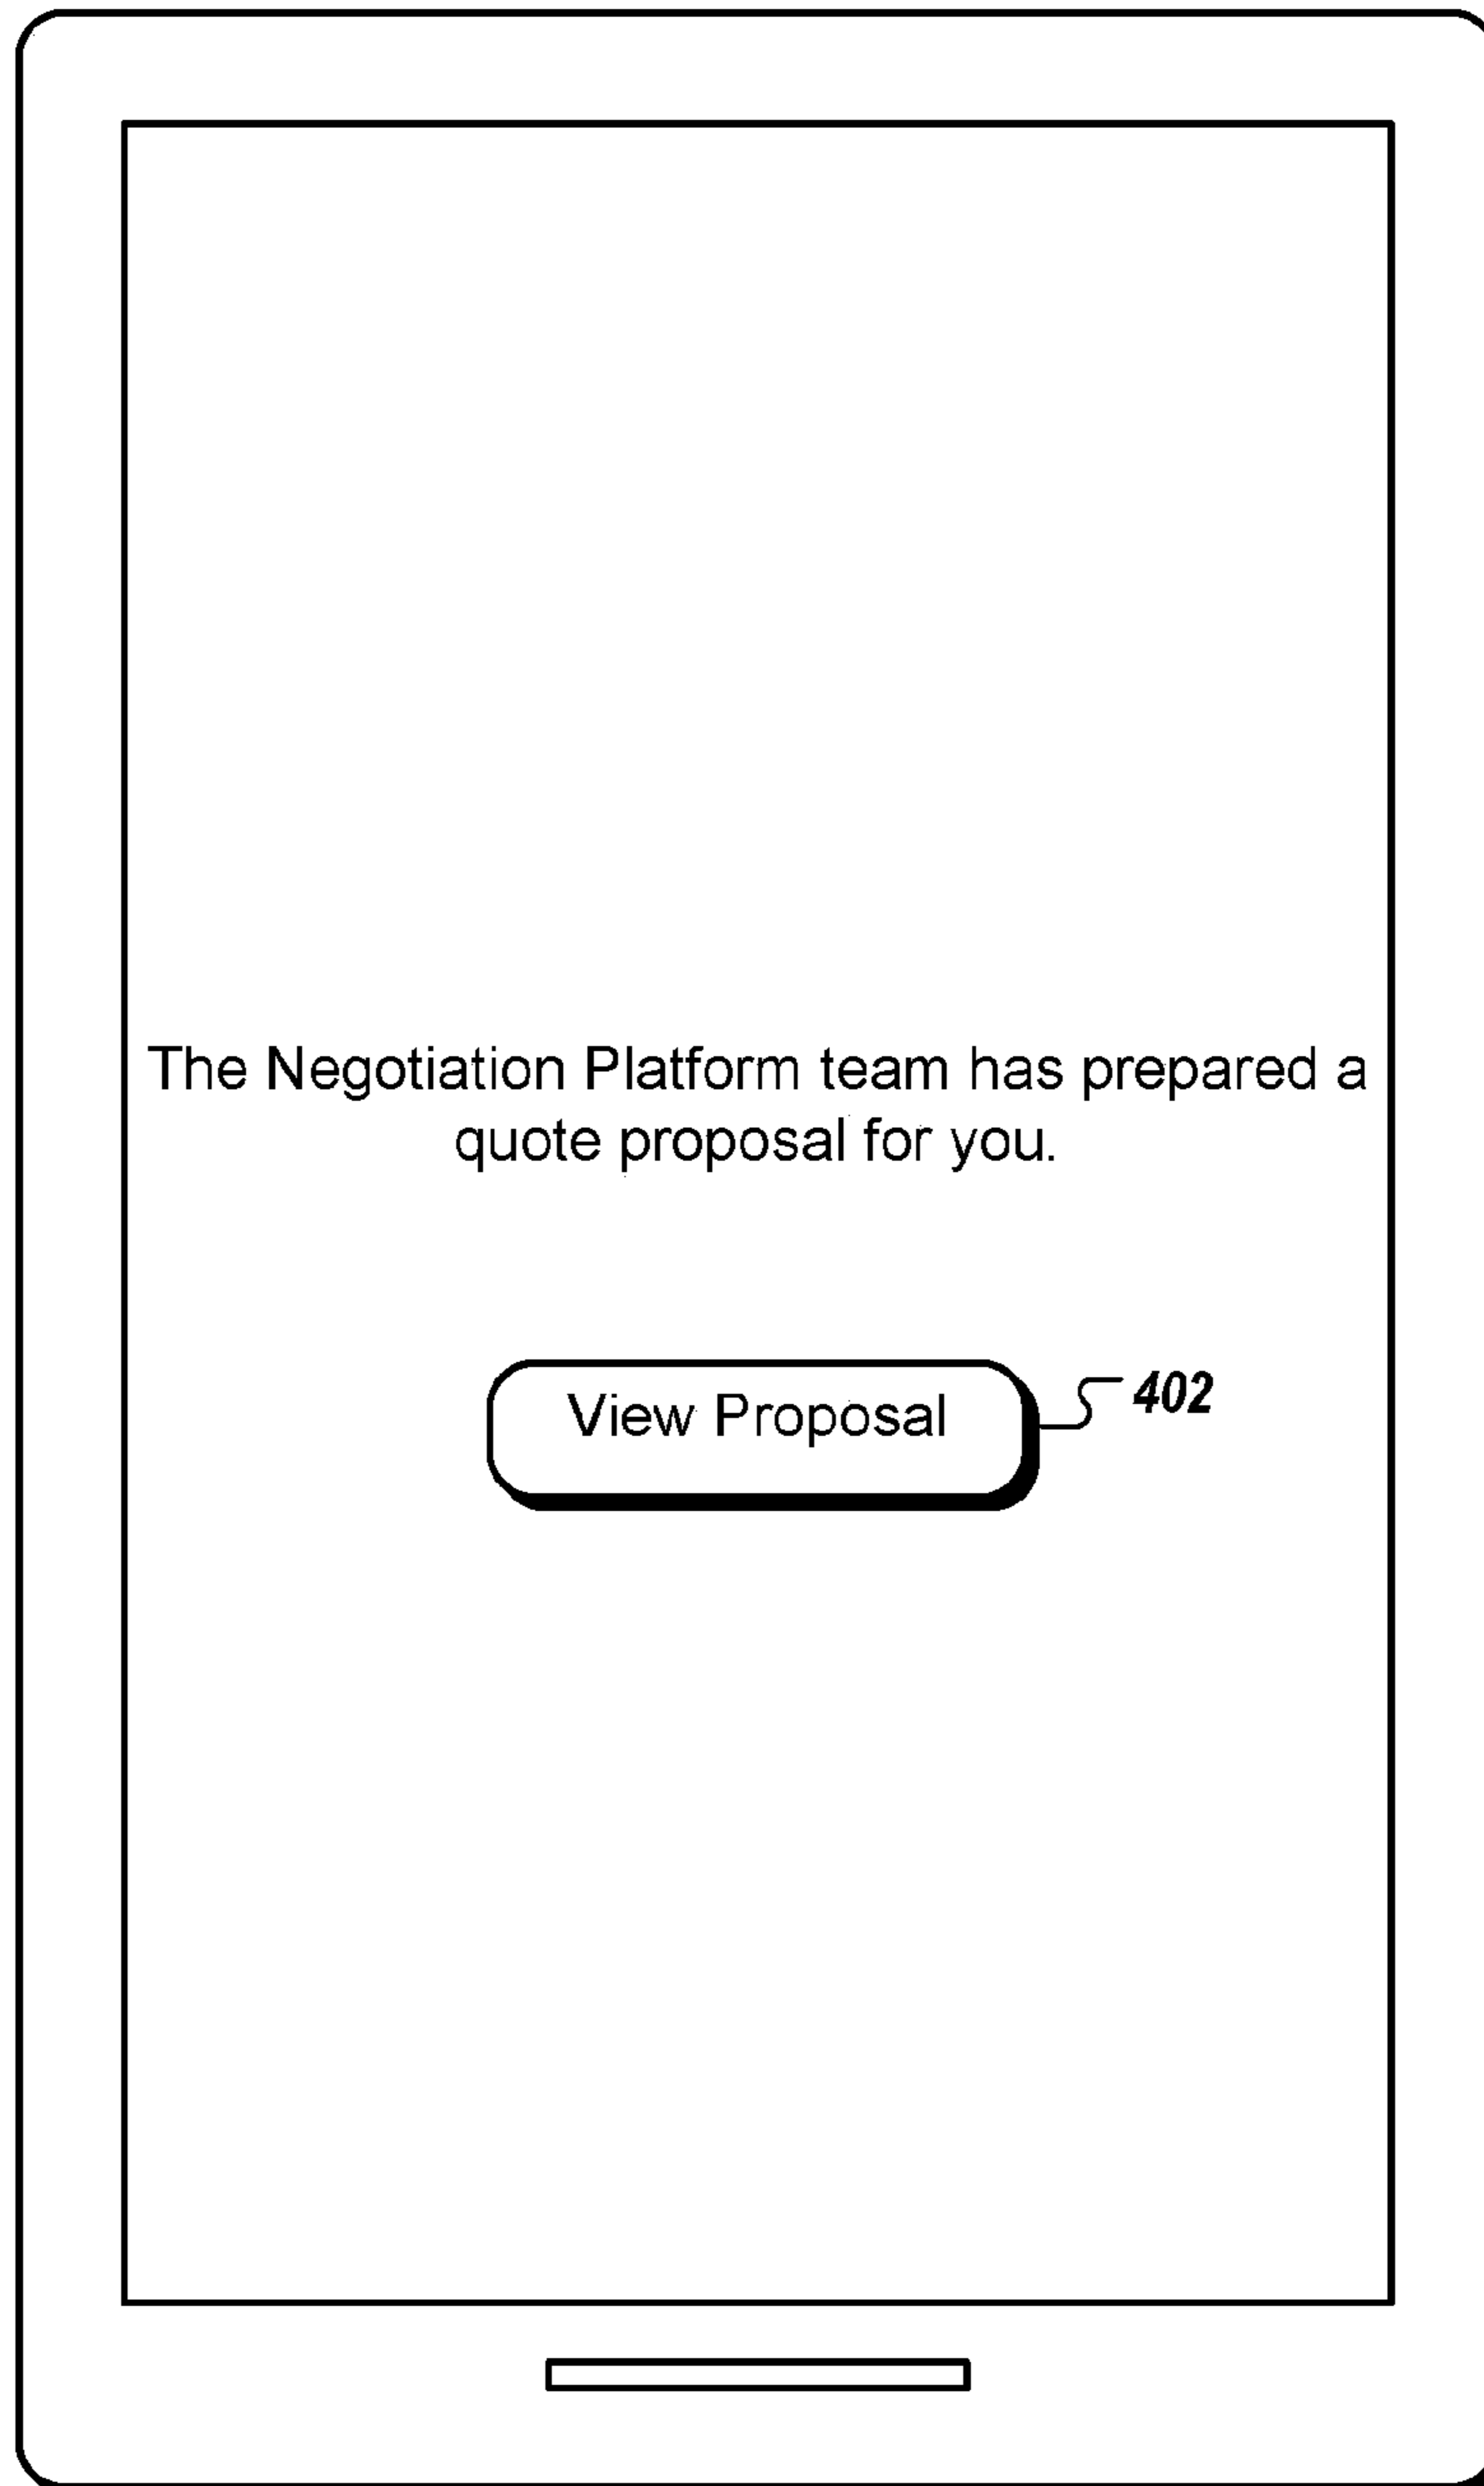 The Negotiation Platform team has prepared a
quote proposal for you.
View Proposal
402